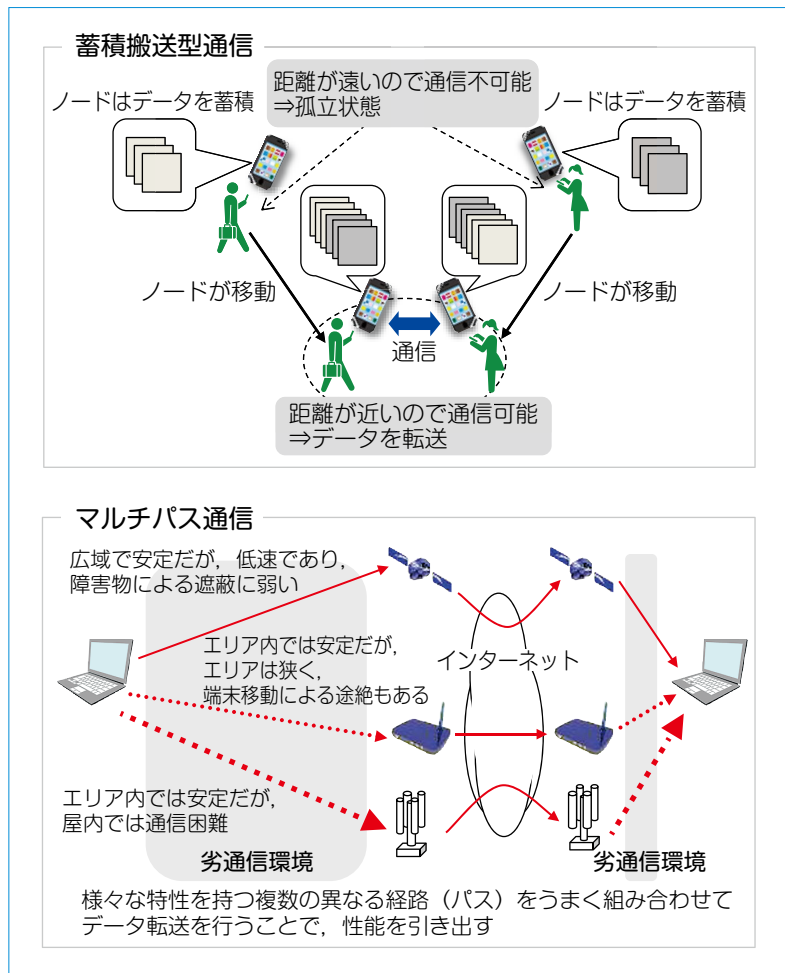 蓄積搬送型通信
距離が遠いので通信不可能
⇒孤立状態
ノードはデータを蓄積
ノードはデータを蓄積
ノードが移動
ノードが移動
通信
距離が近いので通信可能
⇒データを転送
マルチパス通信
広域で安定だが，低速であり，
障害物による遮蔽に弱い
エリア内では安定だが，
エリアは狭く，
端末移動による途絶もある
インターネット
エリア内では安定だが，
屋内では通信困難
劣通信環境
劣通信環境
様々な特性を持つ複数の異なる経路（パス）をうまく組み合わせて
データ転送を行うことで，性能を引き出す